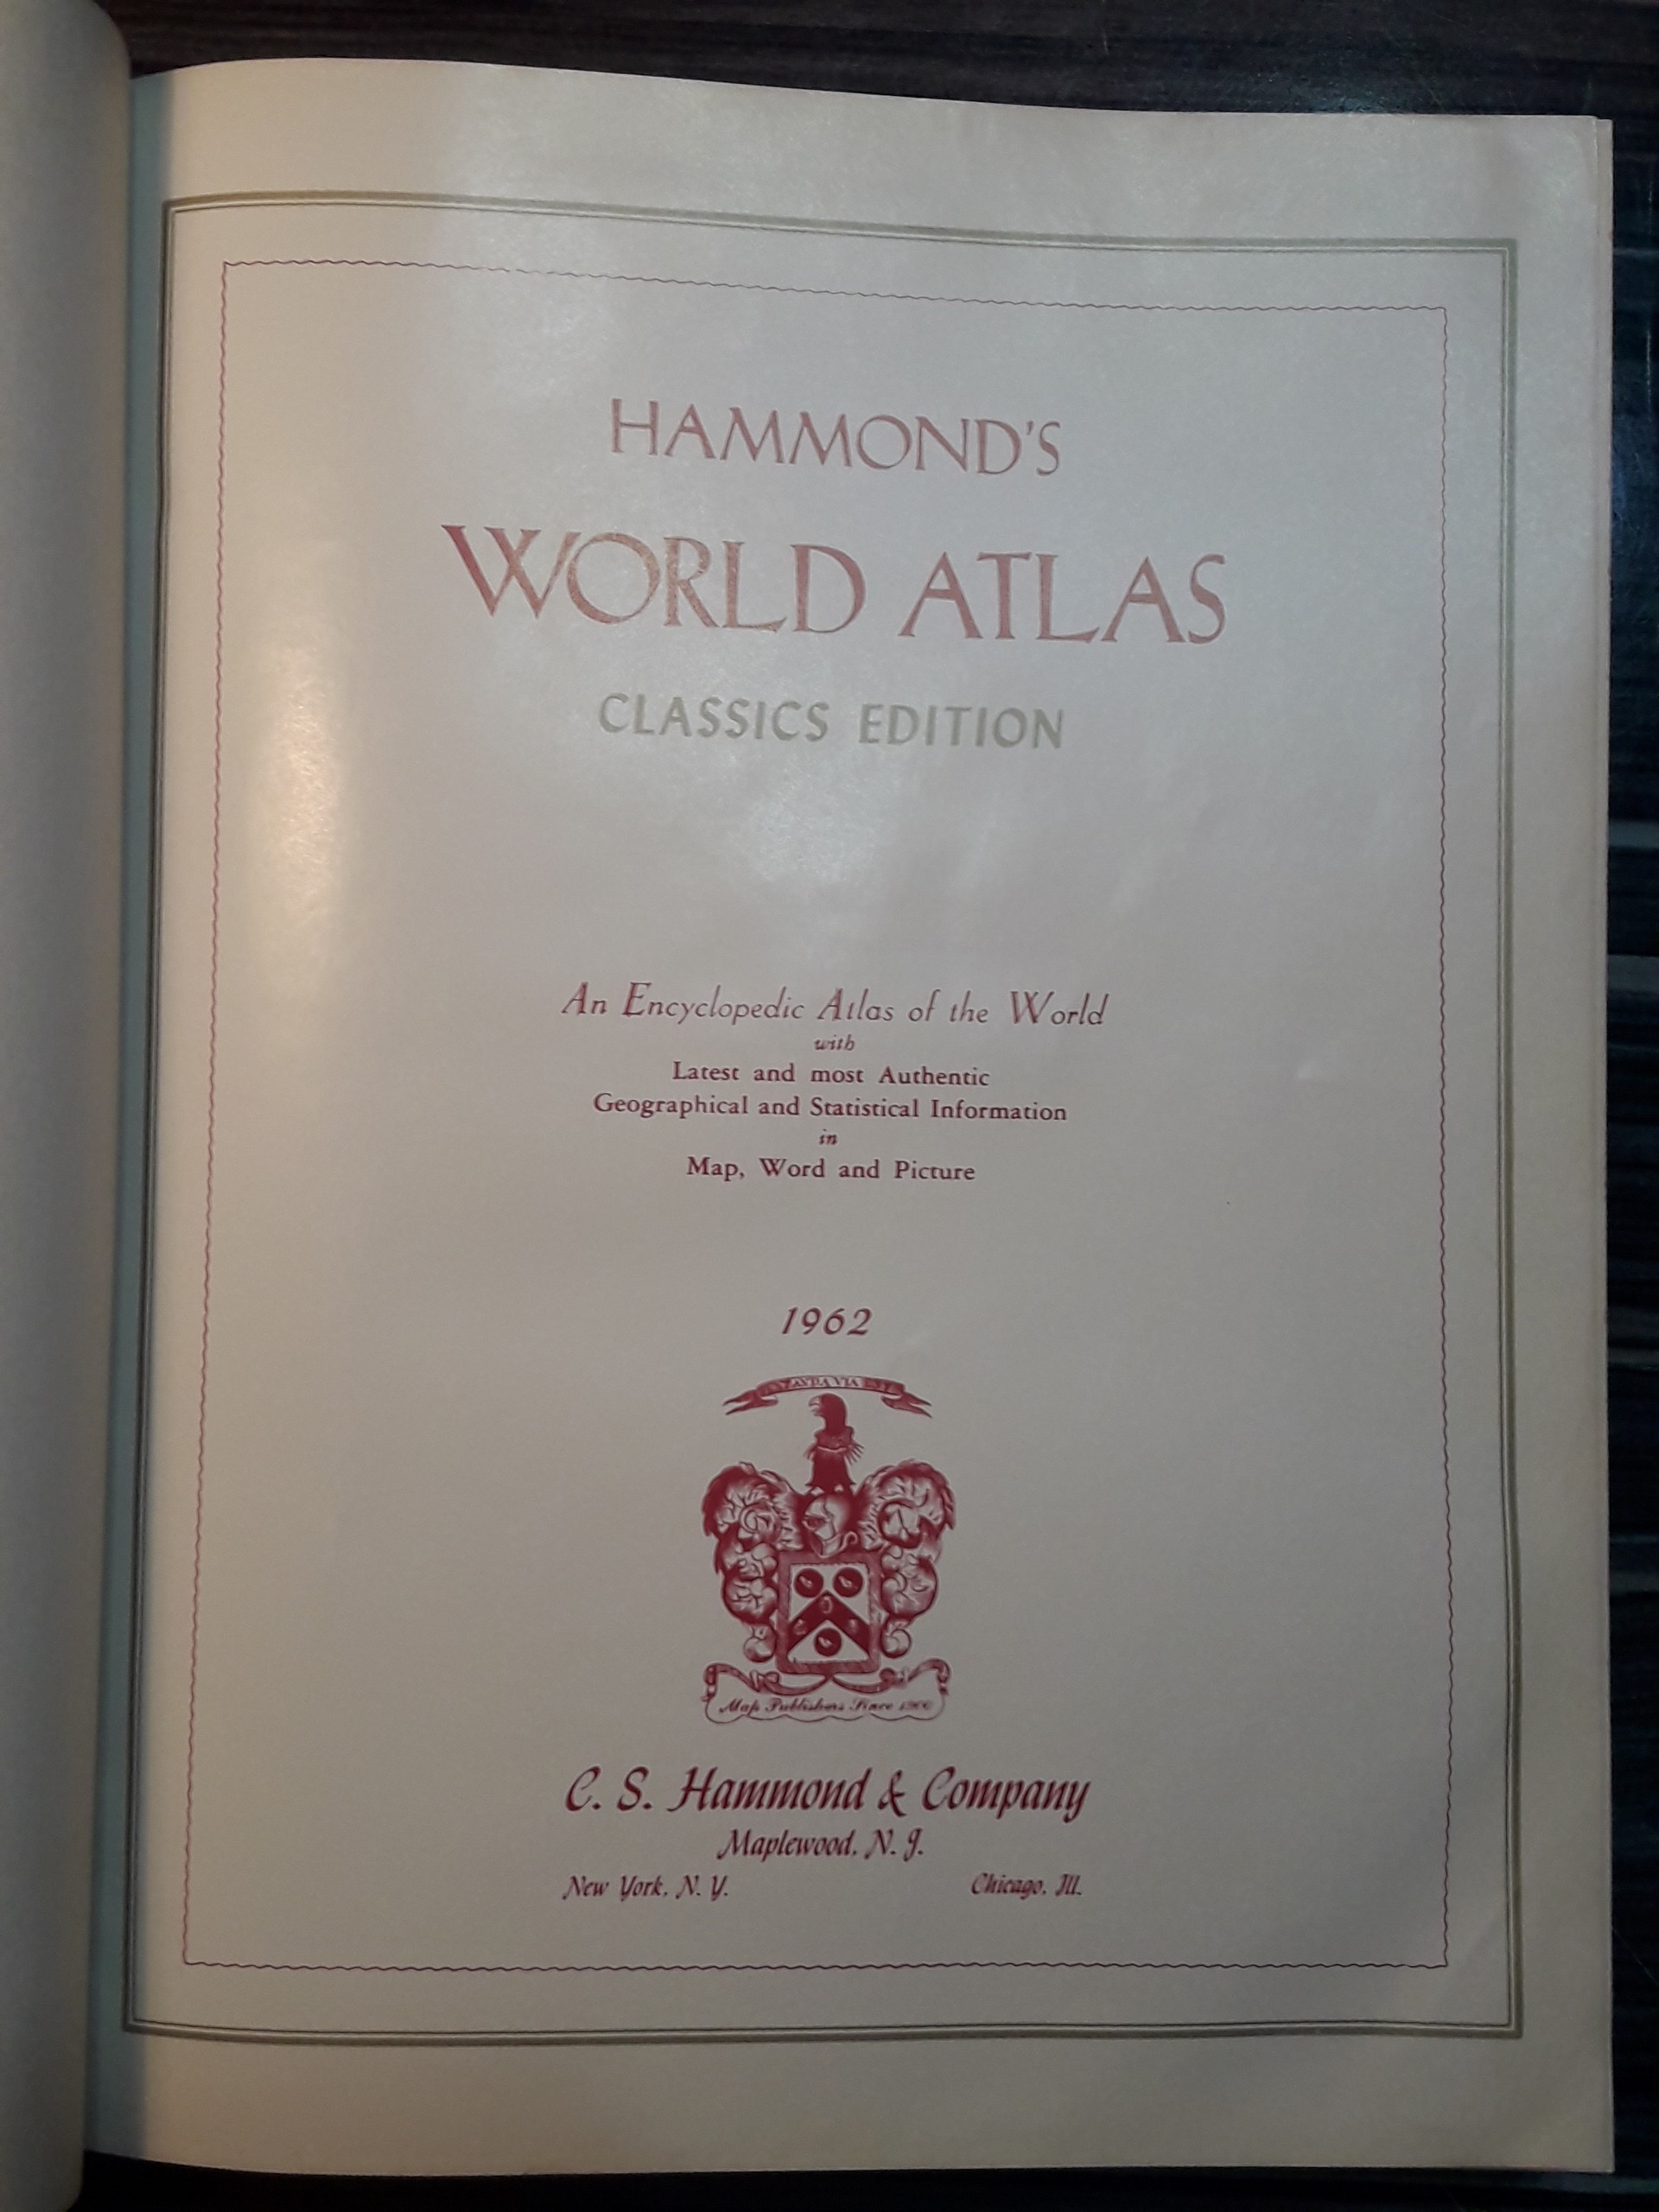 HAMMOND'S
WORLD ATLAS
CLASSICS EDITION
An Encyclopedic Atlas of the World
with
Latest and most Authentic
Geographical and Statistical Information
in
Map, Word and Picture
1962
VIA
Map Publishers Since 1900
C. S. Hammond & Company
Maplewood, N. J.
New York, N. Y. Chicago, Ill.